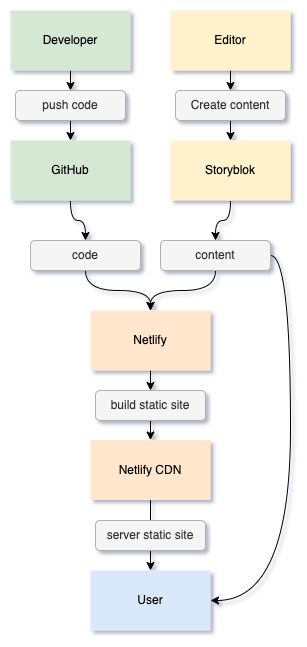 Developer
Editor
push code
Create content
GitHub
Storyblok
code
content
Netlify
build static site
Netlify CDN
server static site
User